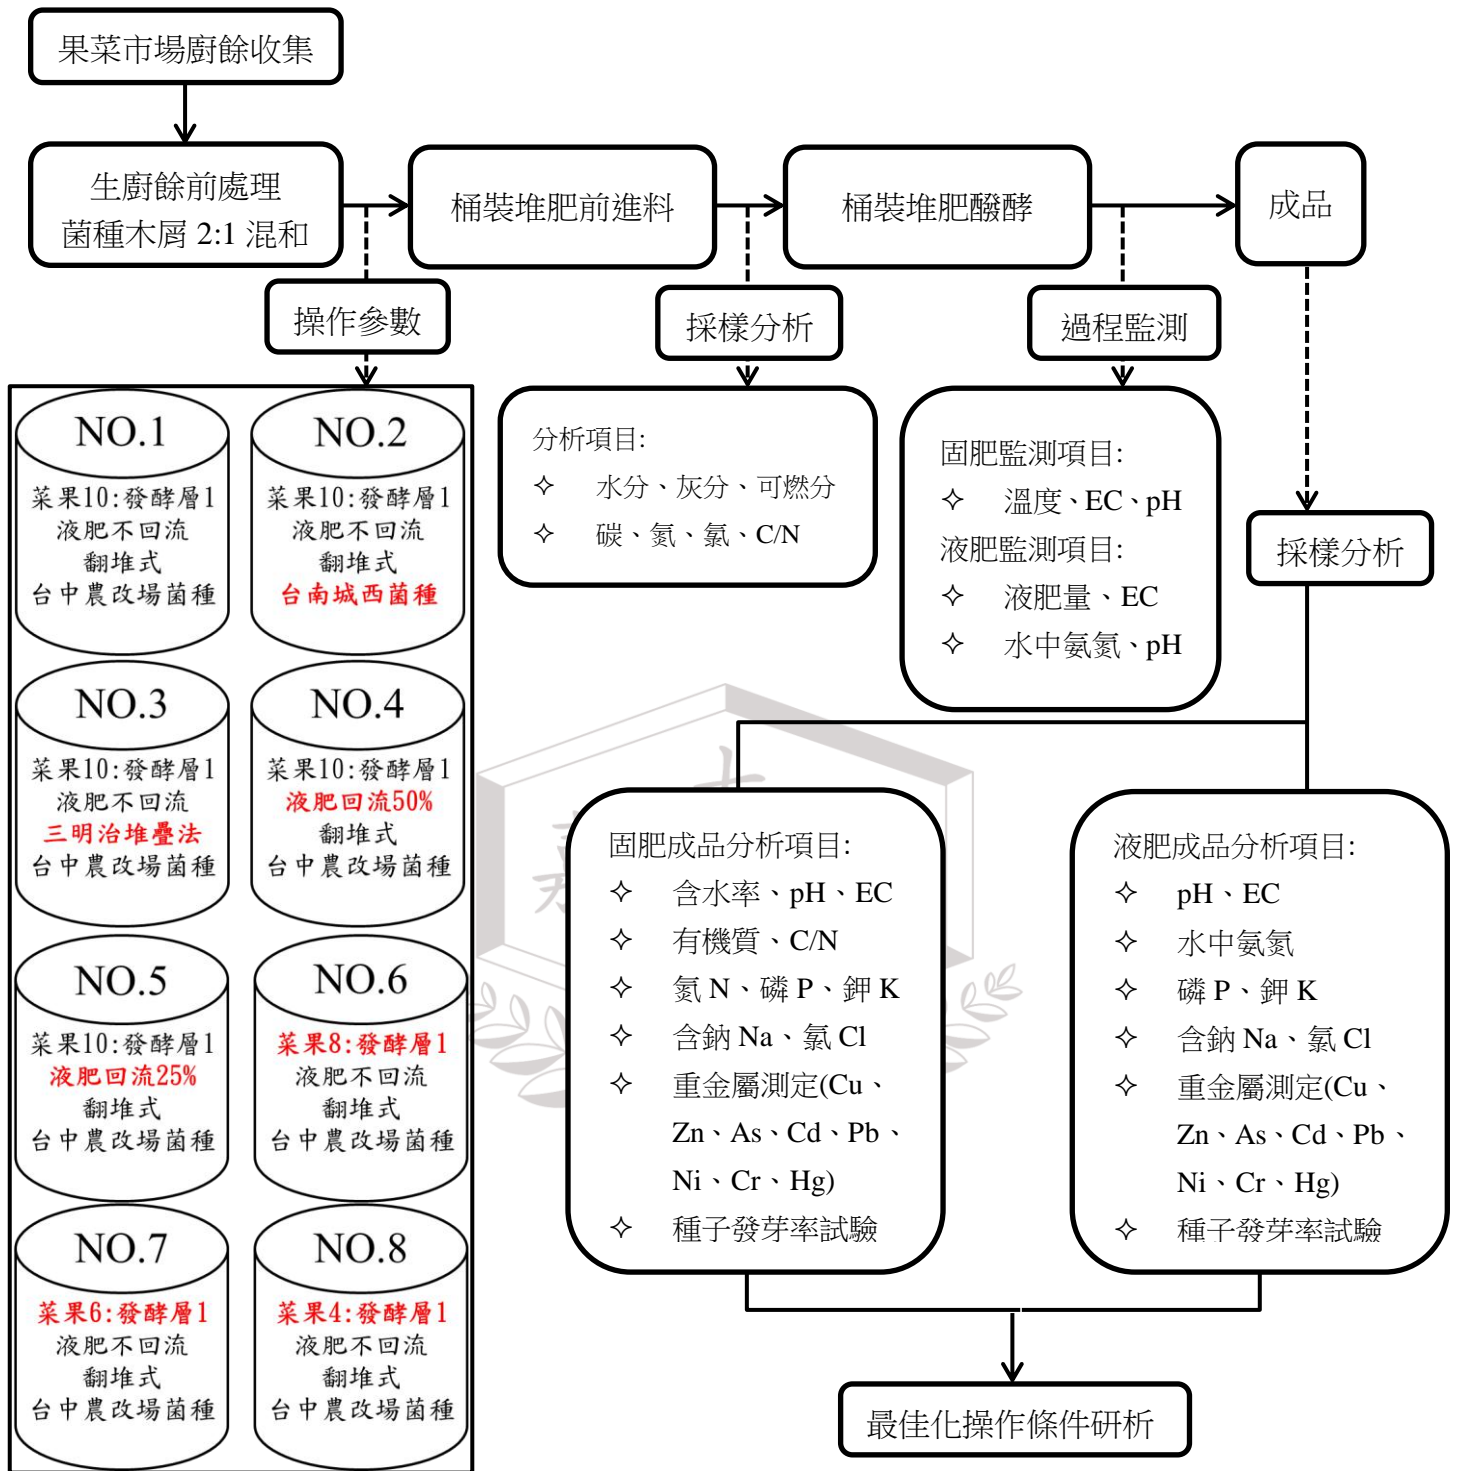 果菜市場廚餘收集
生廚餘前處理
菌種木屑 2:1 混和
桶裝堆肥前進料
桶裝堆肥醱酵
成品
操作參數
採樣分析
過程監測
NO.1
菜果10:發酵層1
液肥不回流
翻堆式
台中農改場菌種
NO.2
菜果10:發酵層1
液肥不回流
翻堆式
台南城西菌種
NO.3
菜果10:發酵層1
液肥不回流
三明治堆疊法
台中農改場菌種
NO.4
菜果10:發酵層1
液肥回流50%
翻堆式
台中農改場菌種
NO.5
菜果10:發酵層1
液肥回流25%
翻堆式
台中農改場菌種
NO.6
菜果8:發酵層1
液肥不回流
翻堆式
台中農改場菌種
NO.7
菜果6:發酵層1
液肥不回流
翻堆式
台中農改場菌種
NO.8
菜果4:發酵層1
液肥不回流
翻堆式
台中農改場菌種
分析項目:
✧ 水分、灰分、可燃分
✧ 碳、氮、氯、C/N
固肥監測項目:
✧ 溫度、EC、pH
液肥監測項目:
✧ 液肥量、EC
✧ 水中氨氮、pH
採樣分析
固肥成品分析項目:
✧ 含水率、pH、EC
✧ 有機質、C/N
✧ 氮 N、磷 P、鉀 K
✧ 含鈉 Na、氯 Cl
✧ 重金屬測定(Cu、
Zn、As、Cd、Pb、
Ni、Cr、Hg)
✧ 種子發芽率試驗
液肥成品分析項目:
✧ pH、EC
✧ 水中氨氮
✧ 磷 P、鉀 K
✧ 含鈉 Na、氯 Cl
✧ 重金屬測定(Cu、
Zn、As、Cd、Pb、
Ni、Cr、Hg)
✧ 種子發芽率試驗
最佳化操作條件研析